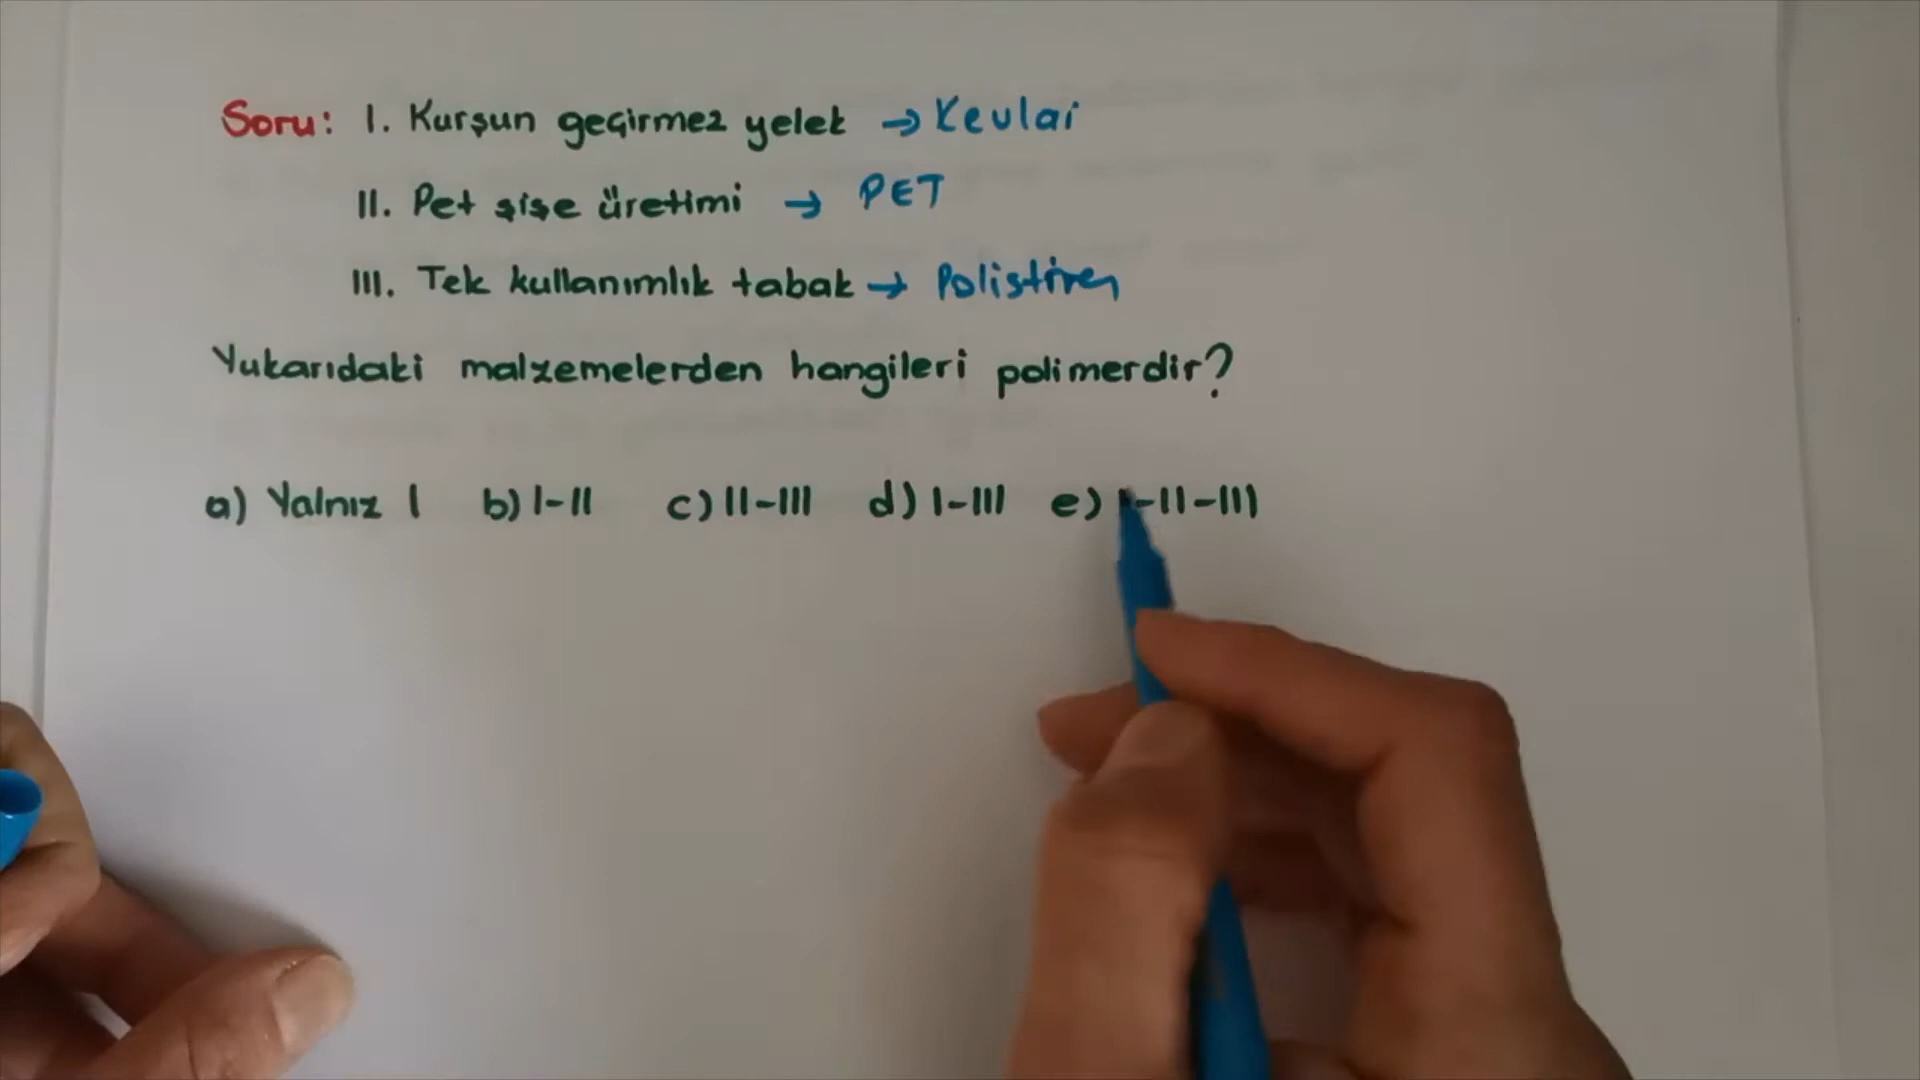 Soru: I. Kurşun geçirmez yelek → Kevlar
II. Pet şişe üretimi → PET
III. Tek kullanımlık tabak → Polistiren
Yukarıdaki malzemelerden hangileri polimerdir?
a) Yalnız I b) I-II c) II-III d) I-III e) I-II-III